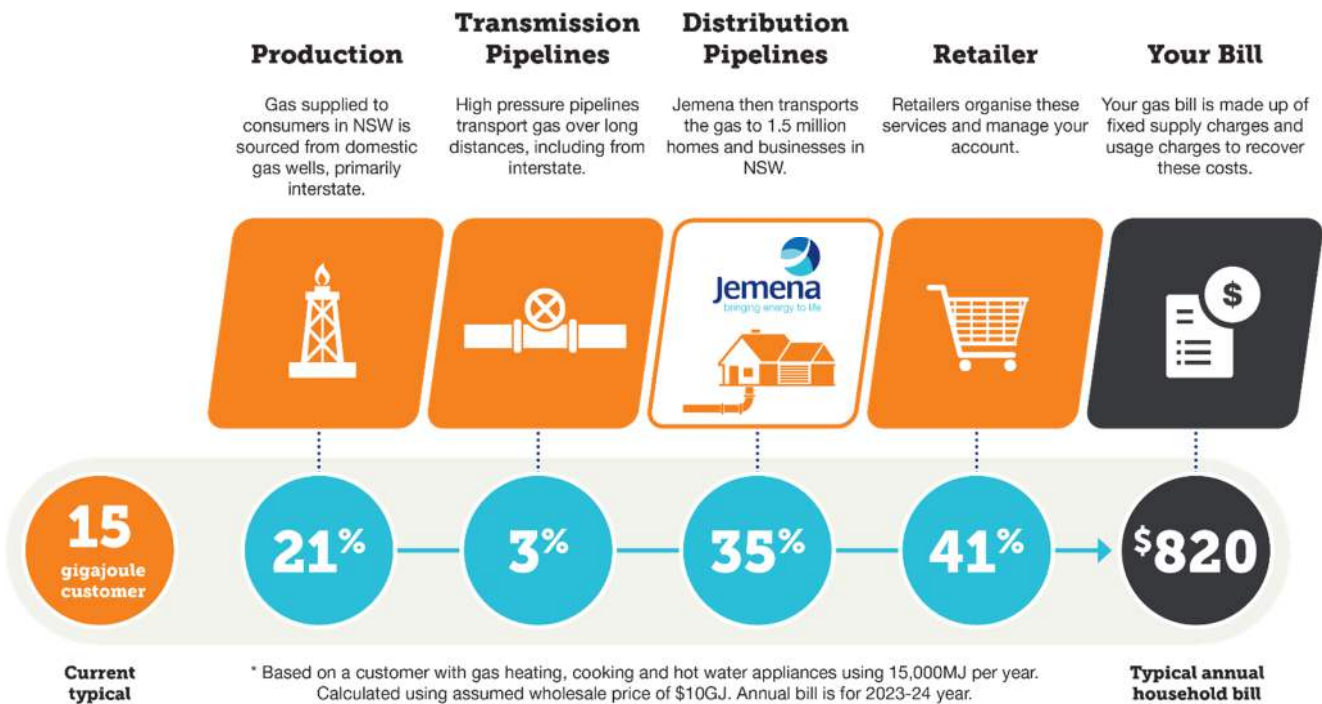 Production
Gas supplied to
consumers in NSW is
sourced from domestic
gas wells, primarily
interstate.
Transmission
Pipelines
High pressure pipelines
transport gas over long
distances, including from
interstate.
Distribution
Pipelines
Jemena then transports
the gas to 1.5 million
homes and businesses in
NSW.
Retailer
Retailers organise these
services and manage your
account.
Your Bill
Your gas bill is made up of
fixed supply charges and
usage charges to recover
these costs.
Jemena
bringing energy to life
$
15
gigajoule
customer
21%
3%
35%
41%
$820
Current
typical
* Based on a customer with gas heating, cooking and hot water appliances using 15,000MJ per year.
Calculated using assumed wholesale price of $10GJ. Annual bill is for 2023-24 year.
Typical annual
household bill